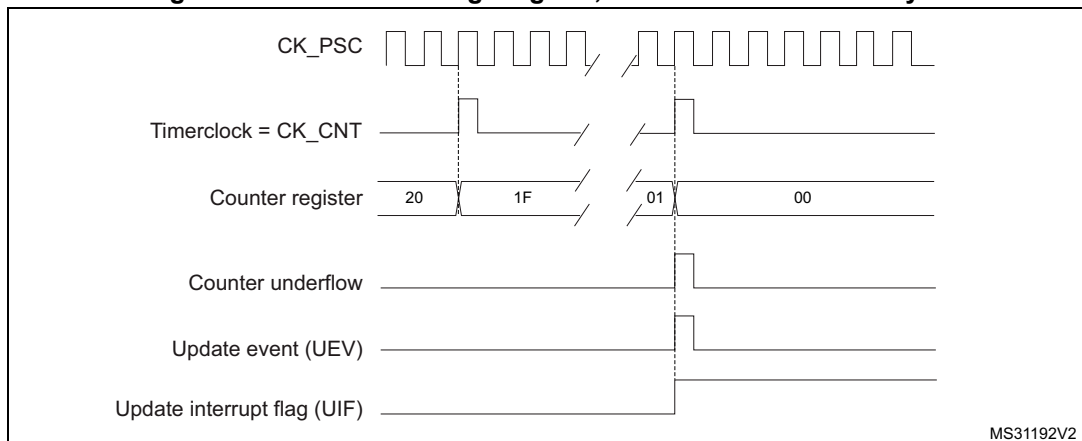 CK_PSC
Timerclock = CK_CNT
Counter register
20
1F
01
00
Counter underflow
Update event (UEV)
Update interrupt flag (UIF)
MS31192V2